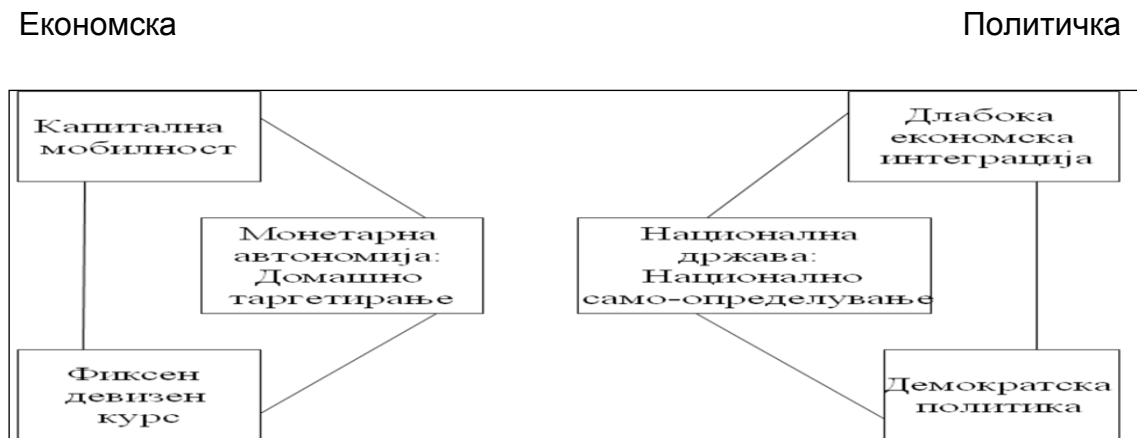 Економска
Политичка
Капитална
мобилност
Монетарна
автономија:
Домашно
таргетирање
Фиксен
девизен
курс
Длабока
економска
интеграција
Национална
држава:
Национално
само-определување
Демократска
политика